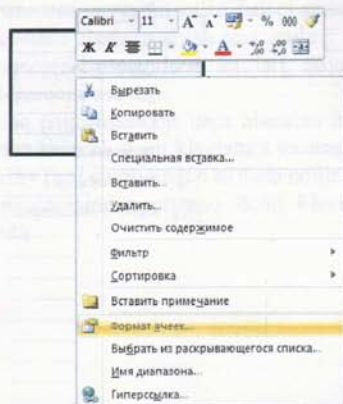 Calibri 11 A A % 000
Ж К
Вырезать
Копировать
Вставить
Специальная вставка...
Вставить...
Удалить...
Очистить содержимое
Фильтр
Сортировка
Вставить примечание
Формат ячеек...
Выбрать из раскрывающегося списка...
Имя диапазона...
Гиперссылка...